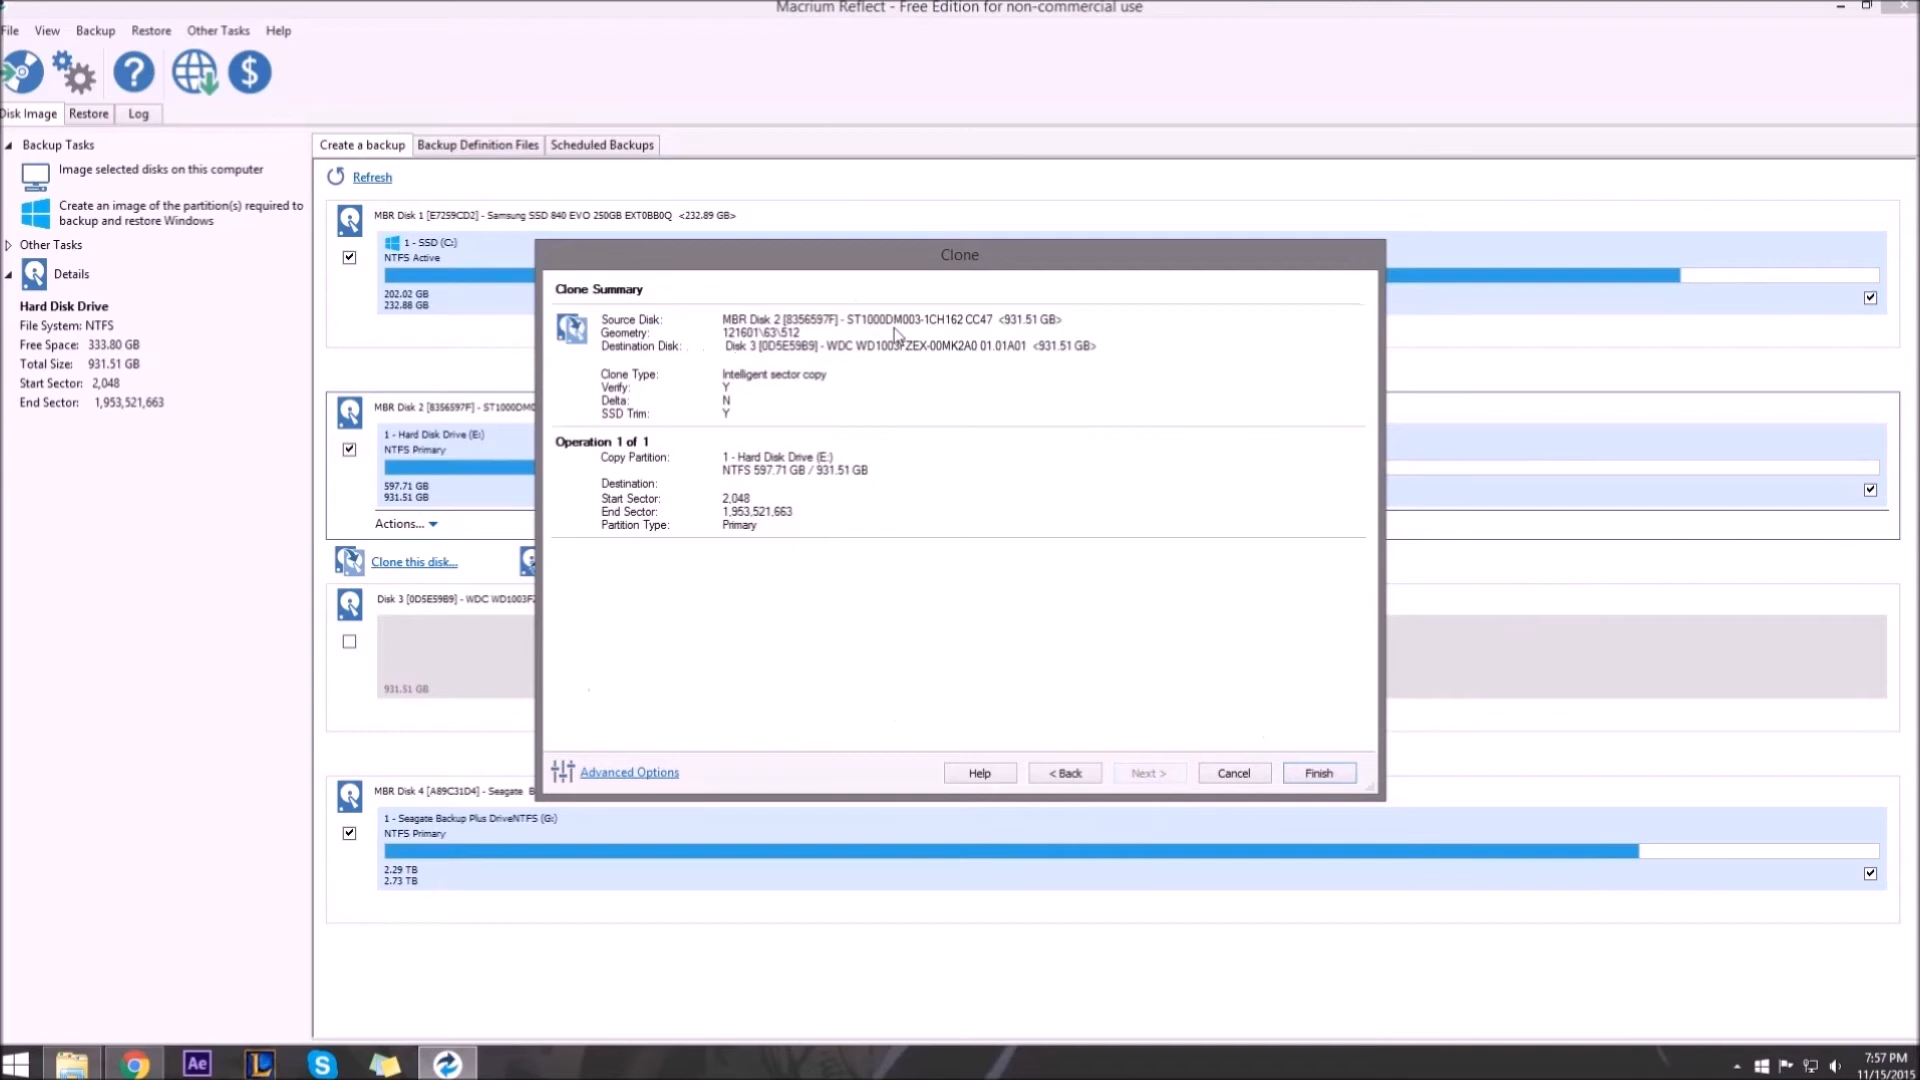 Macrium Reflect - Free Edition for non-commercial use
File View Backup Restore Other Tasks Help
Disk Image Restore Log
Backup Tasks
Image selected disks on this computer
Create an image of the partition(s) required to
backup and restore Windows
Other Tasks
Details
Hard Disk Drive
File System: NTFS
Free Space: 333.80 GB
Total Size: 931.51 GB
Start Sector: 2,048
End Sector: 1,953,521,663
Create a backup Backup Definition Files Scheduled Backups
Refresh
MBR Disk 1 [E7259CD2] - Samsung SSD 840 EVO 250GB EXT0BB0Q <232.89 GB>
1 - SSD (C:)
NTFS Active
202.02 GB
232.88 GB
MBR Disk 2 [8356597F] - ST1000DM0
1 - Hard Disk Drive (E:)
NTFS Primary
597.71 GB
931.51 GB
Actions...
Clone this disk...
Disk 3 [0D5E59B9] - WDC WD1003FZ
931.51 GB
MBR Disk 4 [A89C31D4] - Seagate B
1 - Seagate Backup Plus DriveNTFS (G:)
NTFS Primary
2.29 TB
2.73 TB
Clone
Clone Summary
Source Disk: MBR Disk 2 [8356597F] - ST1000DM003-1CH162 CC47 <931.51 GB>
Geometry: 121601\63\512
Destination Disk: Disk 3 [0D5E59B9] - WDC WD1003FZEX-00MK2A0 01.01A01 <931.51 GB>
Clone Type: Intelligent sector copy
Verify: Y
Delta: N
SSD Trim: Y
Operation 1 of 1
Copy Partition: 1 - Hard Disk Drive (E:)
NTFS 597.71 GB / 931.51 GB
Destination:
Start Sector: 2,048
End Sector: 1,953,521,663
Partition Type: Primary
Advanced Options Help < Back Next > Cancel Finish
Ae
7:57 PM
11/15/2015